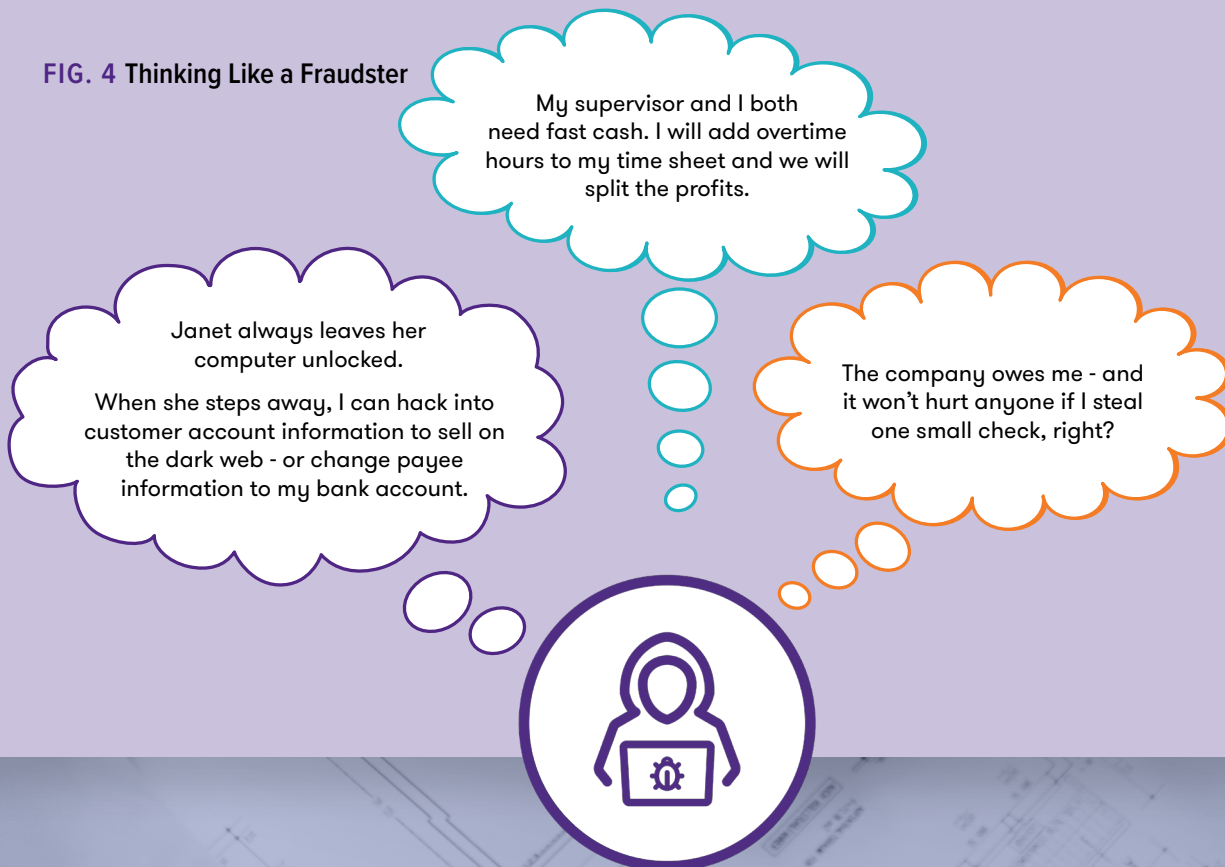 FIG. 4 Thinking Like a Fraudster
My supervisor and I both
need fast cash. I will add overtime
hours to my time sheet and we will
split the profits.
Janet always leaves her
computer unlocked.
When she steps away, I can hack into
customer account information to sell on
the dark web - or change payee
information to my bank account.
The company owes me - and
it won't hurt anyone if I steal
one small check, right?